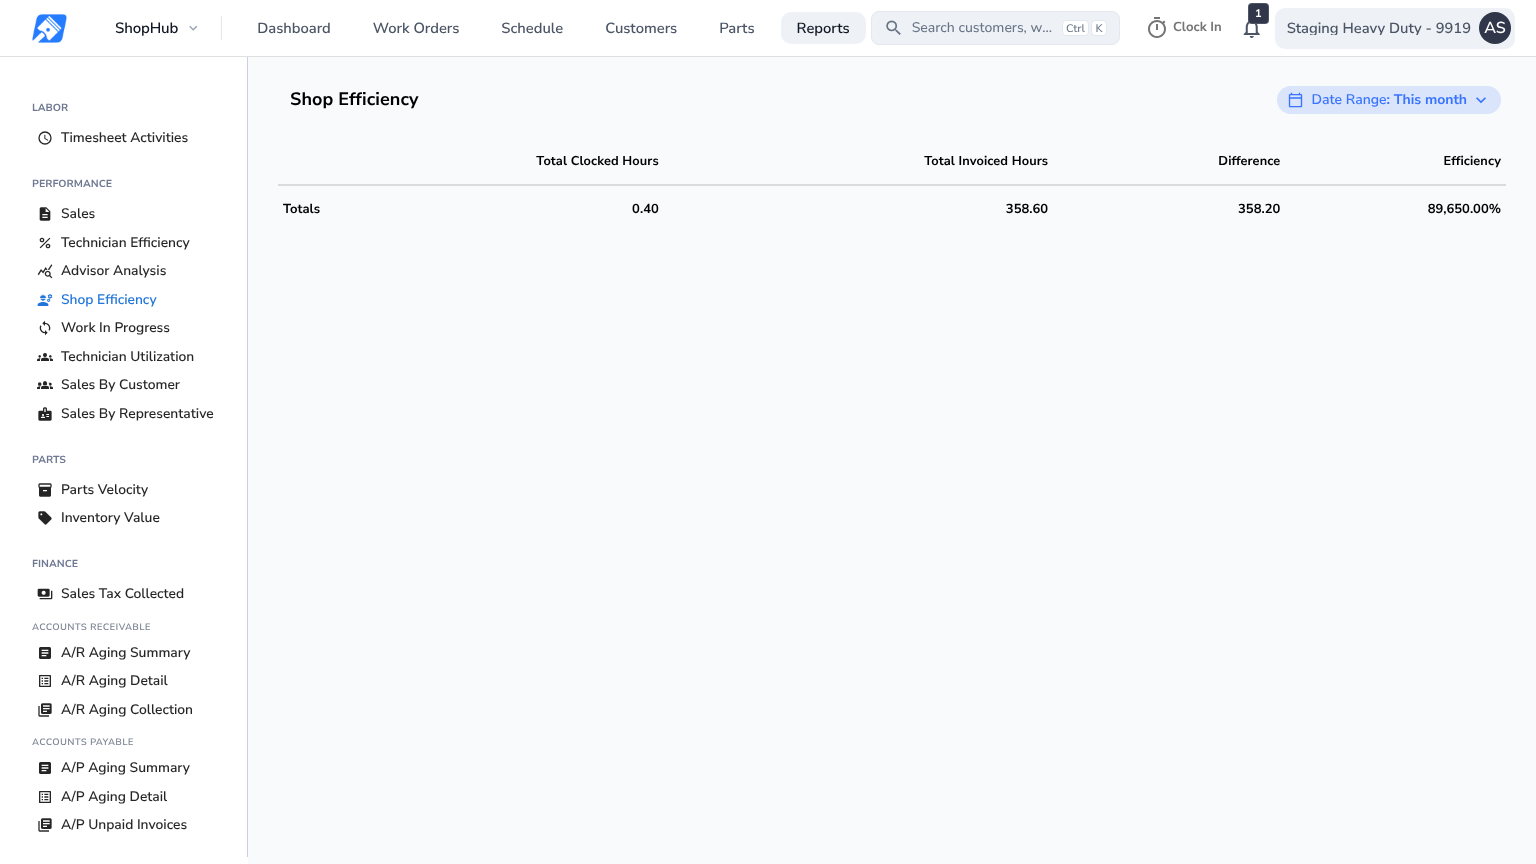 ShopHub
Dashboard
Work Orders
Schedule
Customers
Parts
Reports
Search customers, w... Ctrl K
Clock In
1
Staging Heavy Duty - 9919 AS
LABOR
Timesheet Activities
PERFORMANCE
Sales
Technician Efficiency
Advisor Analysis
Shop Efficiency
Work In Progress
Technician Utilization
Sales By Customer
Sales By Representative
PARTS
Parts Velocity
Inventory Value
FINANCE
Sales Tax Collected
ACCOUNTS RECEIVABLE
A/R Aging Summary
A/R Aging Detail
A/R Aging Collection
ACCOUNTS PAYABLE
A/P Aging Summary
A/P Aging Detail
A/P Unpaid Invoices
Shop Efficiency
Date Range: This month
Total Clocked Hours Total Invoiced Hours Difference Efficiency
Totals 0.40 358.60 358.20 89,650.00%